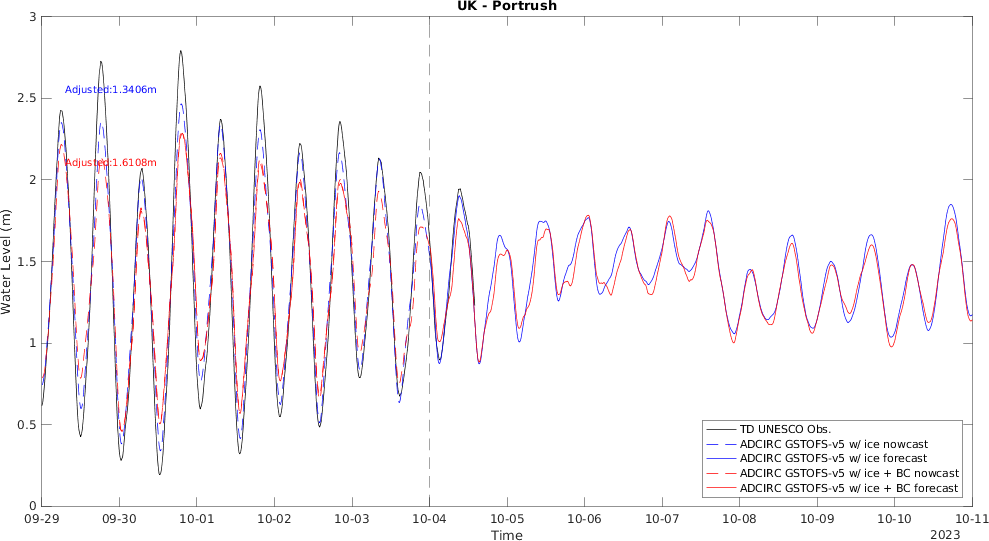 UK - Portrush
3
2.5
2
1.5
1
0.5
0
Water Level (m)
Adjusted:1.3406m
Adjusted:1.6108m
TD UNESCO Obs.
ADCIRC GSTOFS-v5 w/ ice nowcast
ADCIRC GSTOFS-v5 w/ ice forecast
ADCIRC GSTOFS-v5 w/ ice + BC nowcast
ADCIRC GSTOFS-v5 w/ ice + BC forecast
09-29 09-30 10-01 10-02 10-03 10-04 10-05 10-06 10-07 10-08 10-09 10-10 10-11
Time
2023